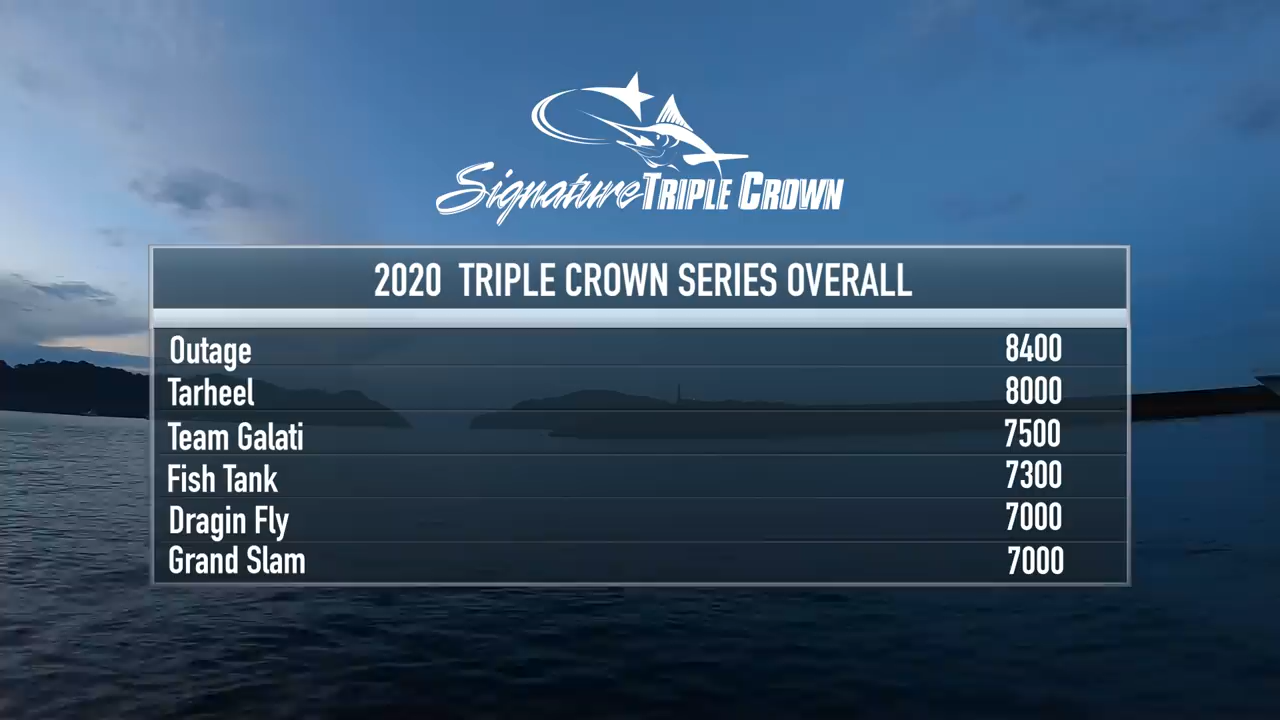 Signature TRIPLE CROWN
2020 TRIPLE CROWN SERIES OVERALL
Outage 8400
Tarheel 8000
Team Galati 7500
Fish Tank 7300
Dragin Fly 7000
Grand Slam 7000